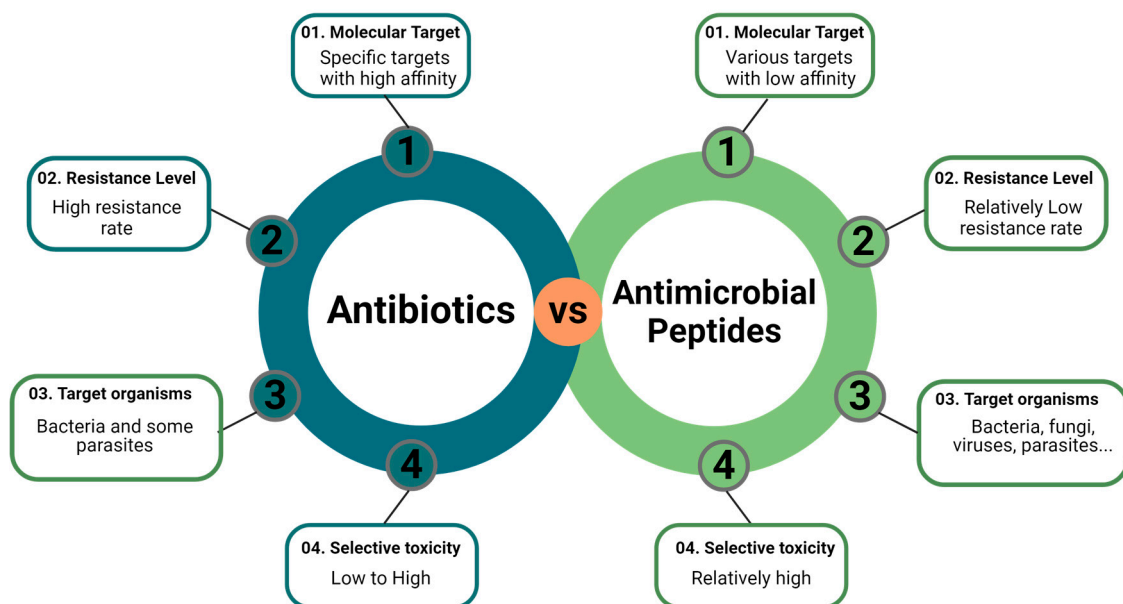 01. Molecular Target
Specific targets
with high affinity
1
02. Resistance Level
High resistance
rate
2
Antibiotics
03. Target organisms
Bacteria and some
parasites
3
4
04. Selective toxicity
Low to High
vs
01. Molecular Target
Various targets
with low affinity
1
02. Resistance Level
Relatively Low
resistance rate
2
Antimicrobial
Peptides
3
03. Target organisms
Bacteria, fungi,
viruses, parasites...
4
04. Selective toxicity
Relatively high